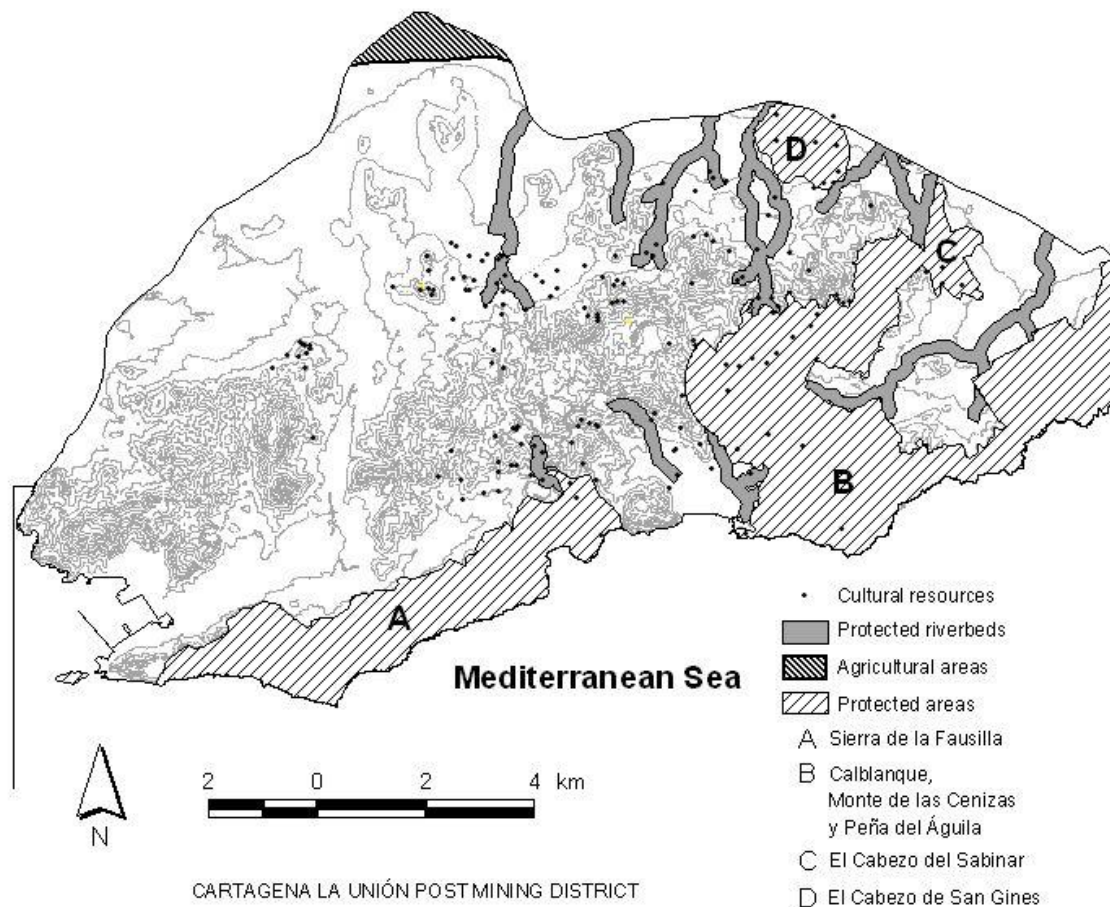 D
C
B
A
Mediterranean Sea
Cultural resources
Protected riverbeds
Agricultural areas
Protected areas
A Sierra de la Fausilla
B Calblanque,
Monte de las Cenizas
y Peña del Águila
C El Cabezo del Sabinar
D El Cabezo de San Gines
2 0 2 4 km
N
CARTAGENA LA UNIÓN POSTMINING DISTRICT